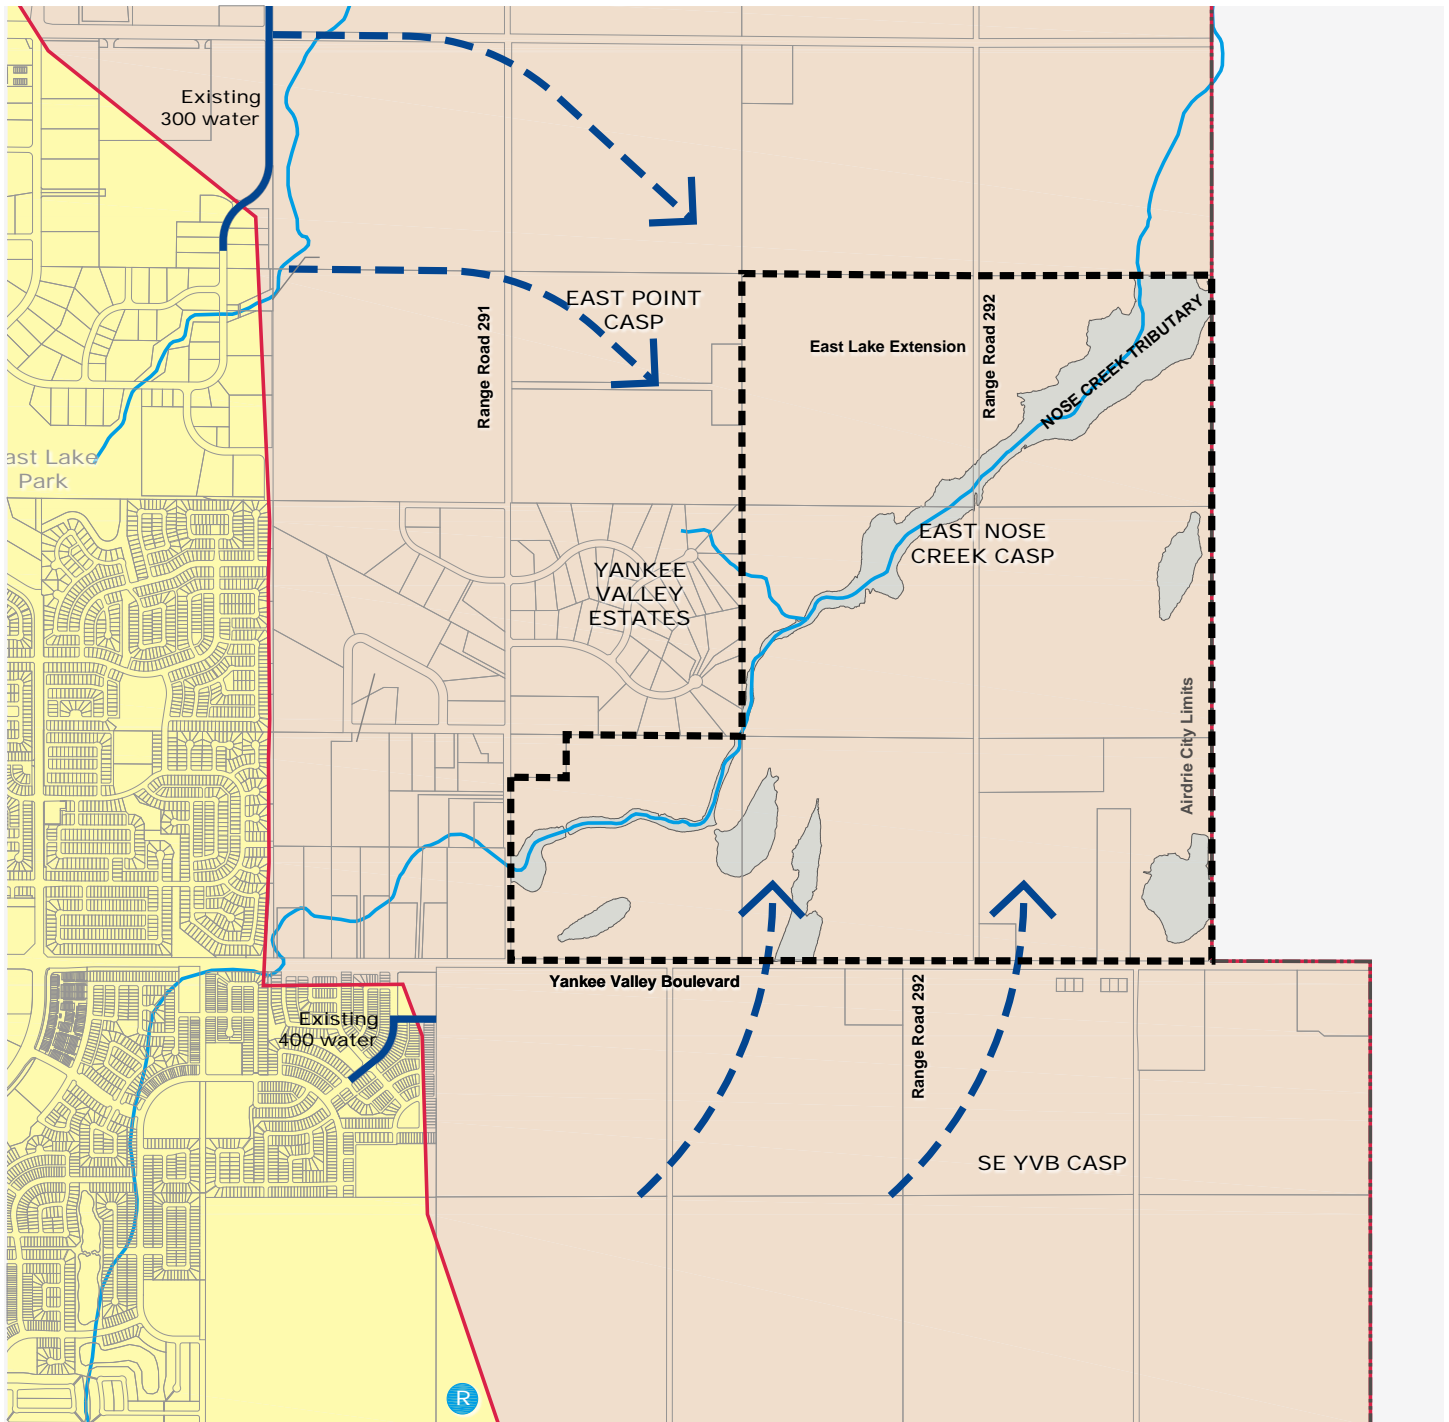 Existing
300 water
EAST POINT
CASP
Range Road 291
East Lake Extension
Range Road 292
NOSE CREEK TRIBUTARY
ast Lake
Park
EAST NOSE
CREEK CASP
YANKEE
VALLEY
ESTATES
Airdrie City Limits
Yankee Valley Boulevard
Existing
400 water
Range Road 292
SE YVB CASP
R